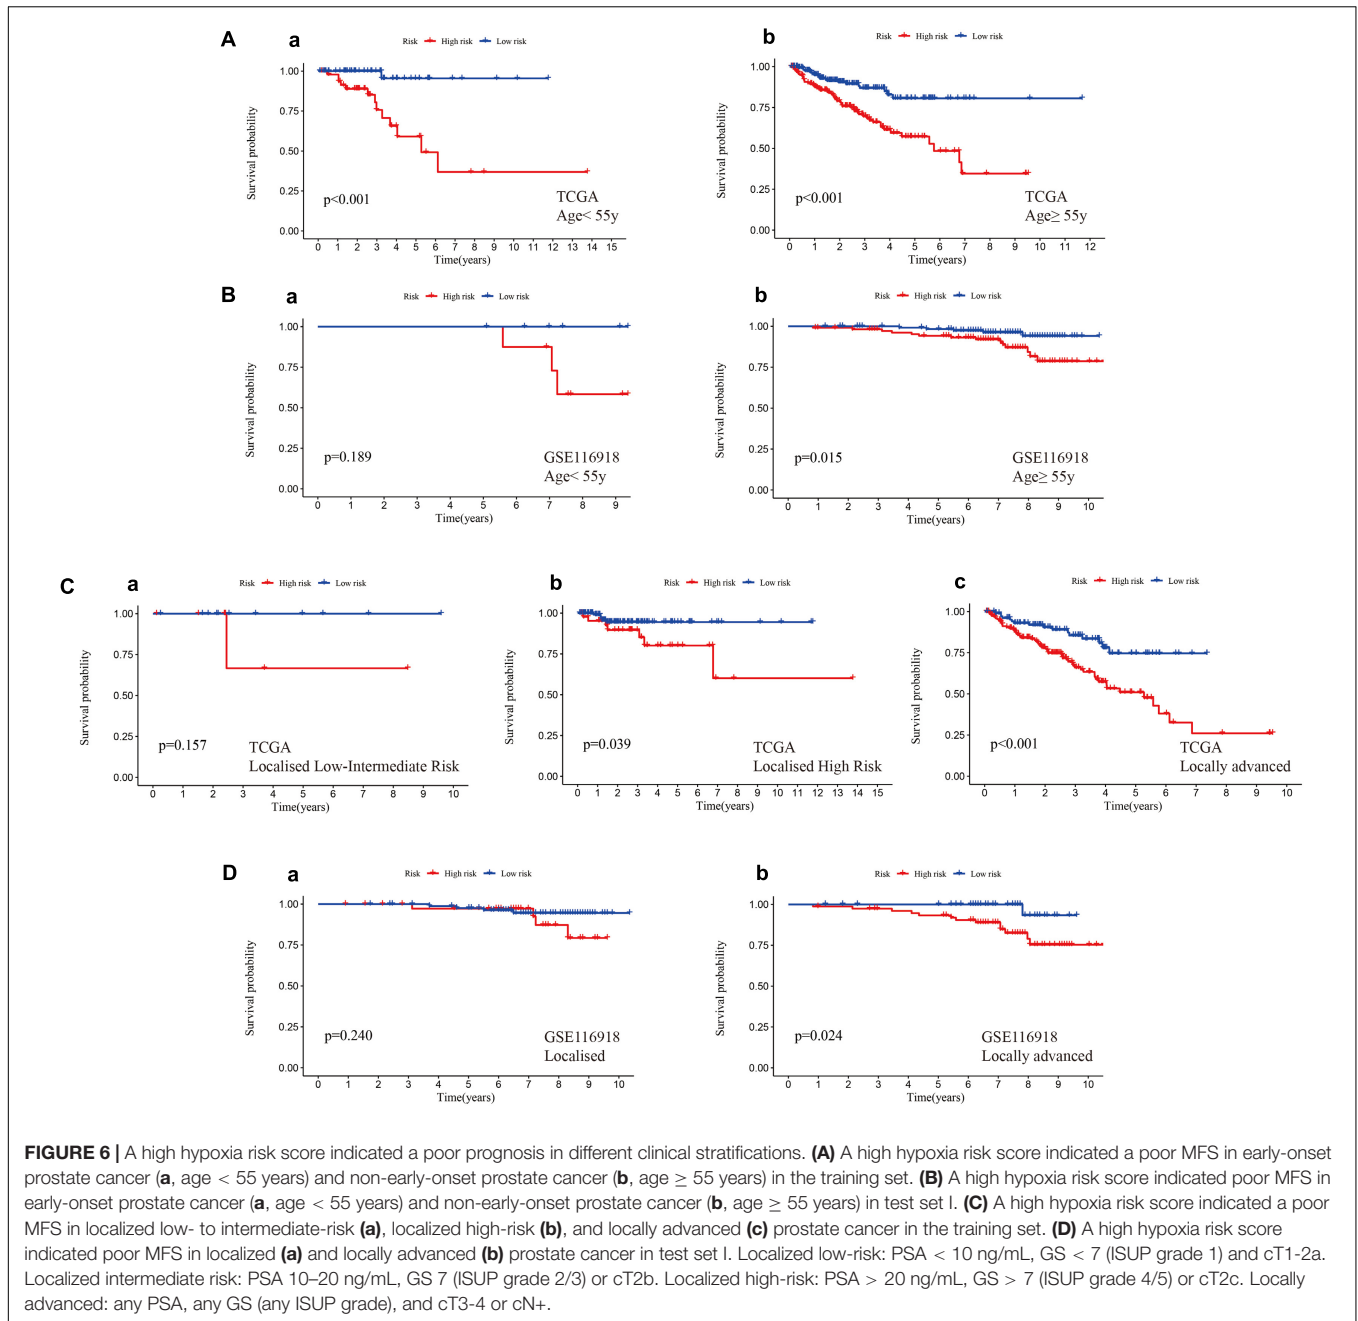 A
a
Risk High risk Low risk
1.00
0.75
0.50
0.25
0.00
Survival probability
p<0.001
TCGA
Age< 55y
0 1 2 3 4 5 6 7 8 9 10 11 12 13 14 15
Time(years)
b
Risk High risk Low risk
1.00
0.75
0.50
0.25
0.00
Survival probability
p<0.001
TCGA
Age≥ 55y
0 1 2 3 4 5 6 7 8 9 10 11 12
Time(years)
B
a
Risk High risk Low risk
1.00
0.75
0.50
0.25
0.00
Survival probability
p=0.189
GSE116918
Age< 55y
0 1 2 3 4 5 6 7 8 9
Time(years)
b
Risk High risk Low risk
1.00
0.75
0.50
0.25
0.00
Survival probability
p=0.015
GSE116918
Age≥ 55y
0 1 2 3 4 5 6 7 8 9 10
Time(years)
C
a
Risk High risk Low risk
1.00
0.75
0.50
0.25
0.00
Survival probability
p=0.157
TCGA
Localised Low-Intermediate Risk
0 1 2 3 4 5 6 7 8 9 10
Time(years)
b
Risk High risk Low risk
1.00
0.75
0.50
0.25
0.00
Survival probability
p=0.039
TCGA
Localised High Risk
0 1 2 3 4 5 6 7 8 9 10 11 12 13 14 15
Time(years)
c
Risk High risk Low risk
1.00
0.75
0.50
0.25
0.00
Survival probability
p<0.001
TCGA
Locally advanced
0 1 2 3 4 5 6 7 8 9 10
Time(years)
D
a
Risk High risk Low risk
1.00
0.75
0.50
0.25
0.00
Survival probability
p=0.240
GSE116918
Localised
0 1 2 3 4 5 6 7 8 9 10
Time(years)
b
Risk High risk Low risk
1.00
0.75
0.50
0.25
0.00
Survival probability
p=0.024
GSE116918
Locally advanced
0 1 2 3 4 5 6 7 8 9 10
Time(years)
FIGURE 6 | A high hypoxia risk score indicated a poor prognosis in different clinical stratifications. (A) A high hypoxia risk score indicated a poor MFS in early-onset
prostate cancer (a, age < 55 years) and non-early-onset prostate cancer (b, age ≥ 55 years) in the training set. (B) A high hypoxia risk score indicated poor MFS in
early-onset prostate cancer (a, age < 55 years) and non-early-onset prostate cancer (b, age ≥ 55 years) in test set I. (C) A high hypoxia risk score indicated a poor
MFS in localized low- to intermediate-risk (a), localized high-risk (b), and locally advanced (c) prostate cancer in the training set. (D) A high hypoxia risk score
indicated poor MFS in localized (a) and locally advanced (b) prostate cancer in test set I. Localized low-risk: PSA < 10 ng/mL, GS < 7 (ISUP grade 1) and cT1-2a.
Localized intermediate risk: PSA 10–20 ng/mL, GS 7 (ISUP grade 2/3) or cT2b. Localized high-risk: PSA > 20 ng/mL, GS > 7 (ISUP grade 4/5) or cT2c. Locally
advanced: any PSA, any GS (any ISUP grade), and cT3-4 or cN+.